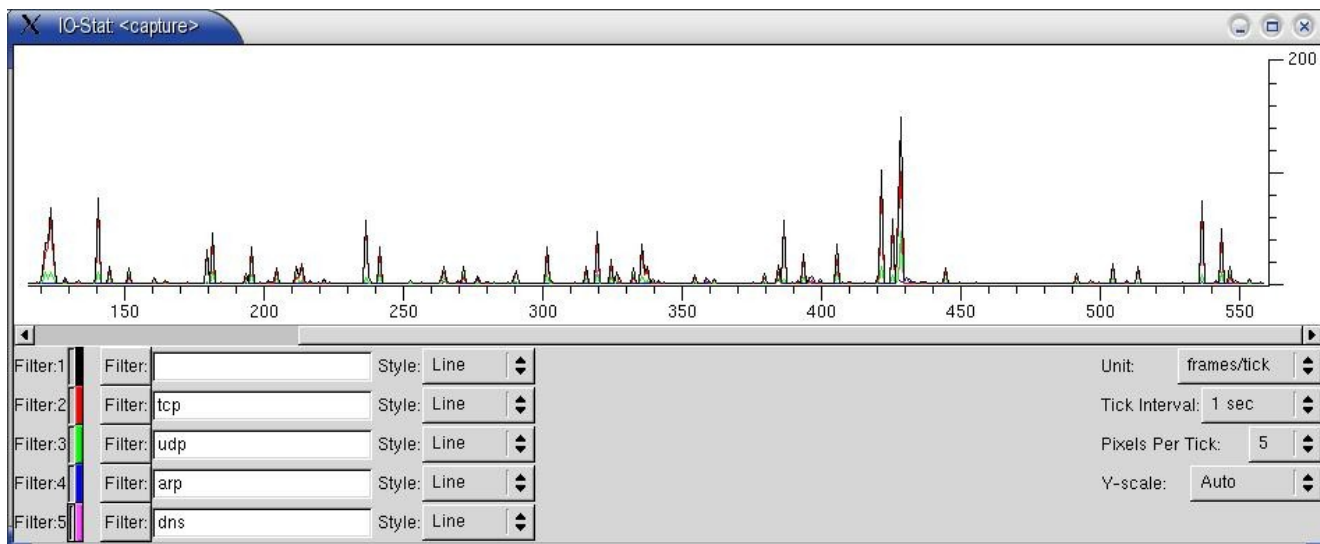 IO-Stat: <capture>
200
150 200 250 300 350 400 450 500 550
Filter:1 Filter: Style: Line Unit: frames/tick
Filter:2 Filter: tcp Style: Line Tick Interval: 1 sec
Filter:3 Filter: udp Style: Line Pixels Per Tick: 5
Filter:4 Filter: arp Style: Line Y-scale: Auto
Filter:5 Filter: dns Style: Line